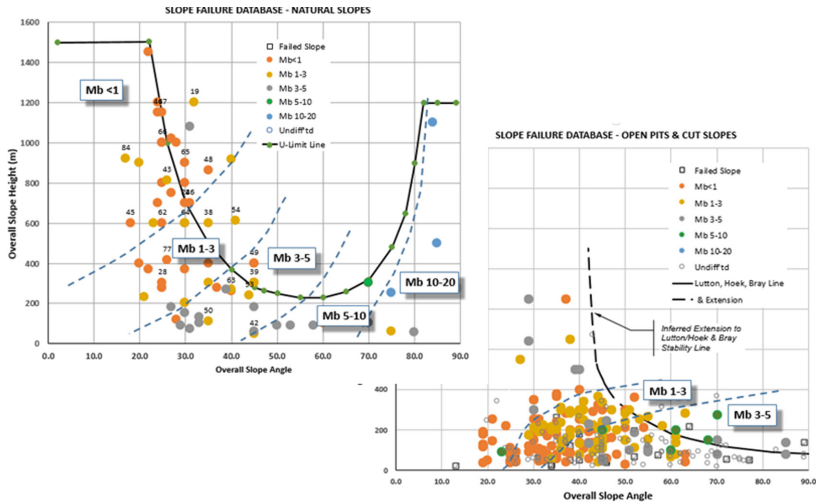 SLOPE FAILURE DATABASE - NATURAL SLOPES
Overall Slope Height (m)
1600
1400
1200
1000
800
600
400
200
0
0.0 10.0 20.0 30.0 40.0 50.0 60.0 70.0 80.0 90.0
Overall Slope Angle
Failed Slope
Mb<1
Mb 1-3
Mb 3-5
Mb 5-10
Mb 10-20
Undiff'td
U-Limit Line
Mb <1
Mb 1-3
Mb 3-5
Mb 5-10
Mb 10-20
19
66
84
65
48
43
45
62
64
38
54
77
49
28
63
39
50
42
SLOPE FAILURE DATABASE - OPEN PITS & CUT SLOPES
Failed Slope
Mb<1
Mb 1-3
Mb 3-5
Mb 5-10
Undiff'td
Lutton, Hoek, Bray Line
& Extension
Inferred Extension to
Lutton/Hoek & Bray
Stability Line
Mb 1-3
Mb 3-5
400
200
0
0.0 10.0 20.0 30.0 40.0 50.0 60.0 70.0 80.0 90.0
Overall Slope Angle